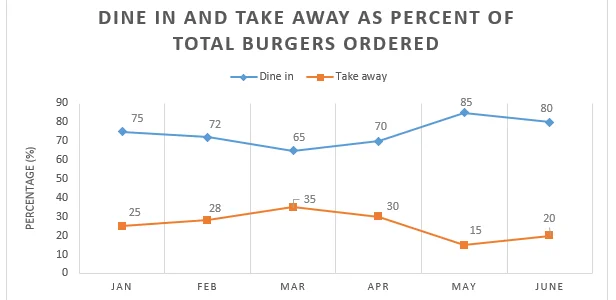 DINE IN AND TAKE AWAY AS PERCENT OF
TOTAL BURGERS ORDERED
Dine in Take away
PERCENTAGE (%)
90
80
70
60
50
40
30
20
10
0
75 72 65 70 85 80
25 28 35 30 15 20
JAN FEB MAR APR MAY JUNE